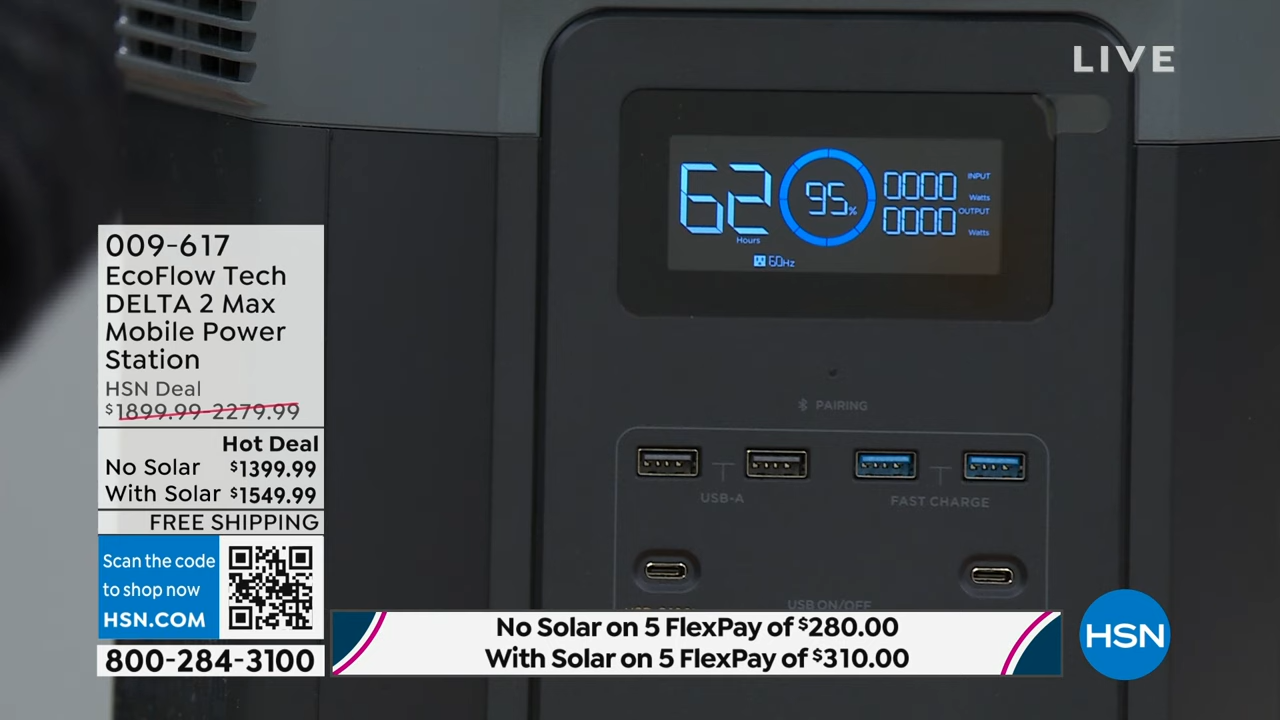 LIVE
62
Hours
95%
0000 INPUT Watts
0000 OUTPUT Watts
60Hz
PAIRING
USB-A
FAST CHARGE
USB ON/OFF
009-617
EcoFlow Tech
DELTA 2 Max
Mobile Power
Station
HSN Deal
$1899.99-2279.99
Hot Deal
No Solar $1399.99
With Solar $1549.99
FREE SHIPPING
Scan the code
to shop now
HSN.COM
800-284-3100
No Solar on 5 FlexPay of $280.00
With Solar on 5 FlexPay of $310.00
HSN